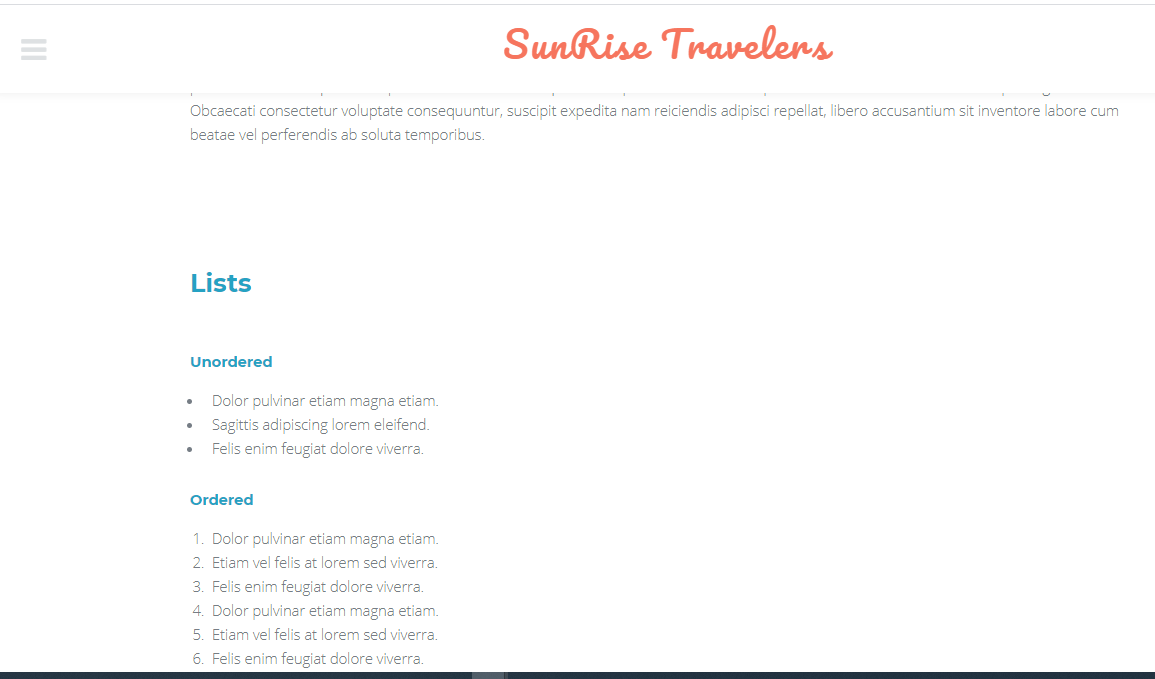 SunRise Travelers
Obcaecati consectetur voluptate consequuntur, suscipit expedita nam reiciendis adipisci repellat, libero accusantium sit inventore labore cum
beatae vel perferendis ab soluta temporibus.
Lists
Unordered
• Dolor pulvinar etiam magna etiam.
• Sagittis adipiscing lorem eleifend.
• Felis enim feugiat dolore viverra.
Ordered
1. Dolor pulvinar etiam magna etiam.
2. Etiam vel felis at lorem sed viverra.
3. Felis enim feugiat dolore viverra.
4. Dolor pulvinar etiam magna etiam.
5. Etiam vel felis at lorem sed viverra.
6. Felis enim feugiat dolore viverra.